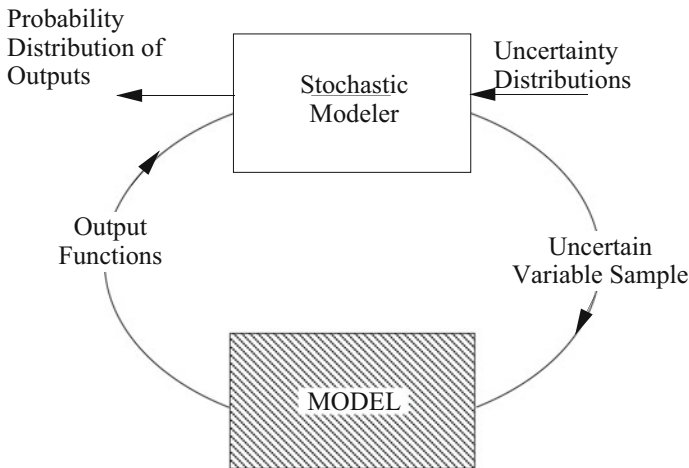 Probability
Distribution of
Outputs
Stochastic
Modeler
Uncertainty
Distributions
Output
Functions
Uncertain
Variable Sample
MODEL